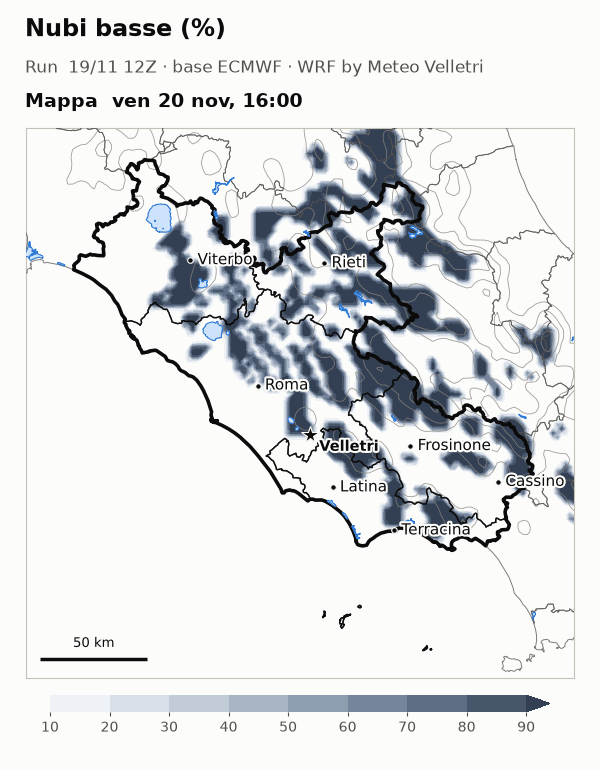 Nubi basse (%)
Run  19/11 12Z · base ECMWF · WRF by Meteo Velletri
Mappa  ven 20 nov, 16:00
Viterbo
Rieti
Roma
Velletri
Frosinone
Latina
Cassino
Terracina
50 km
10 20 30 40 50 60 70 80 90